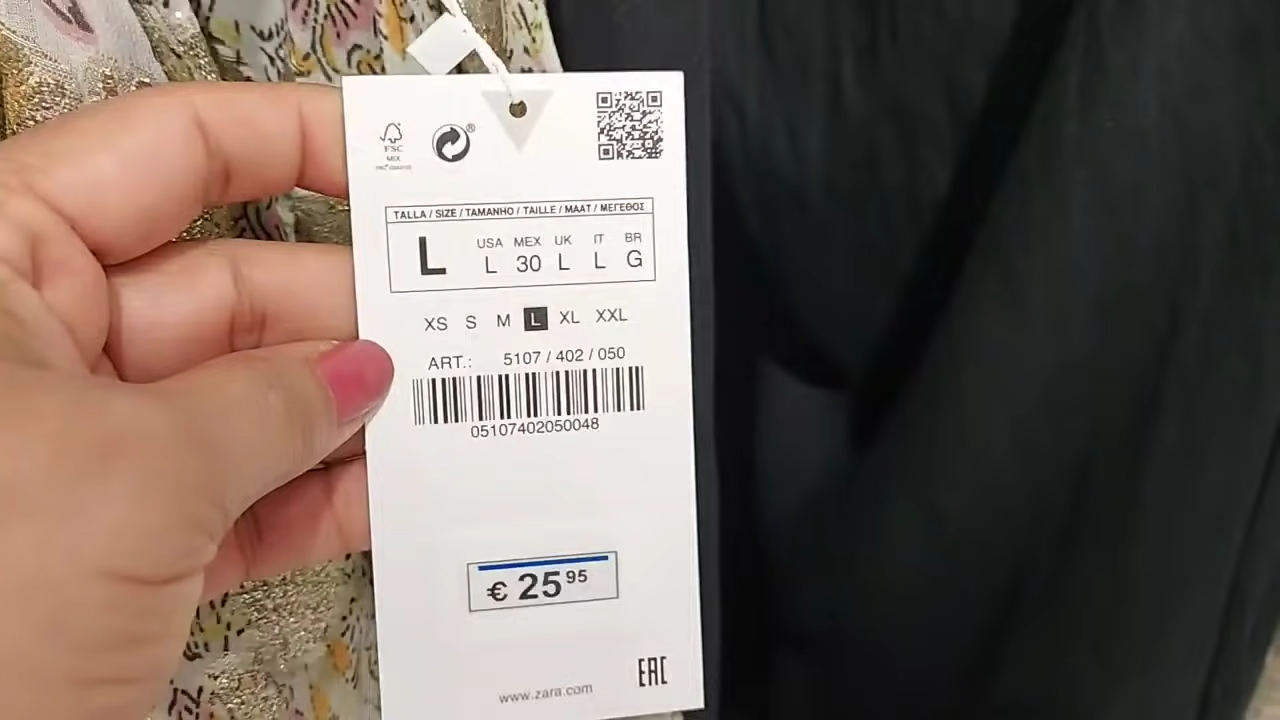 FSC
MIX
®
TALLA / SIZE / TAMANHO / TAILLE / MAAT / ΜΕΓΕΘΟΣ
L
USA MEX UK IT BR
L 30 L L G
XS S M L XL XXL
ART.: 5107 / 402 / 050
05107402050048
€ 25 95
www.zara.com
EAC